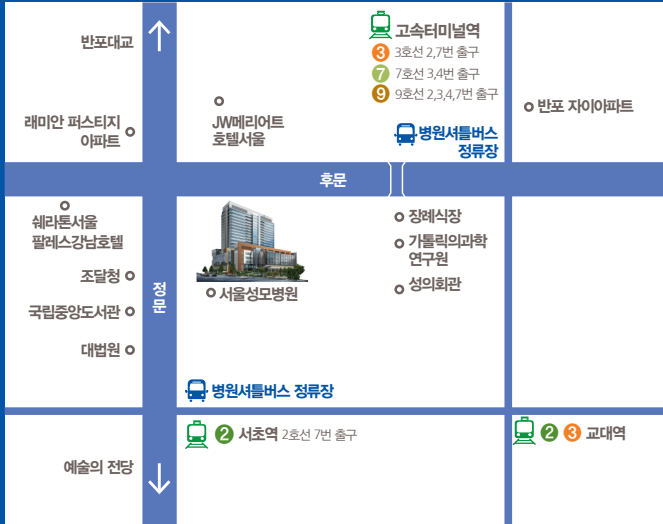 반포대교
고속터미널역
3 3호선 2,7번 출구
7 7호선 3,4번 출구
9 9호선 2,3,4,7번 출구
래미안 퍼스티지
아파트
JW메리어트
호텔서울
병원셔틀버스
정류장
반포 자이아파트
후문
쉐라톤서울
팔레스강남호텔
조달청
국립중앙도서관
대법원
정문
서울성모병원
장례식장
가톨릭의과학
연구원
성의회관
병원셔틀버스 정류장
2 서초역 2호선 7번 출구
2 3 교대역
예술의 전당